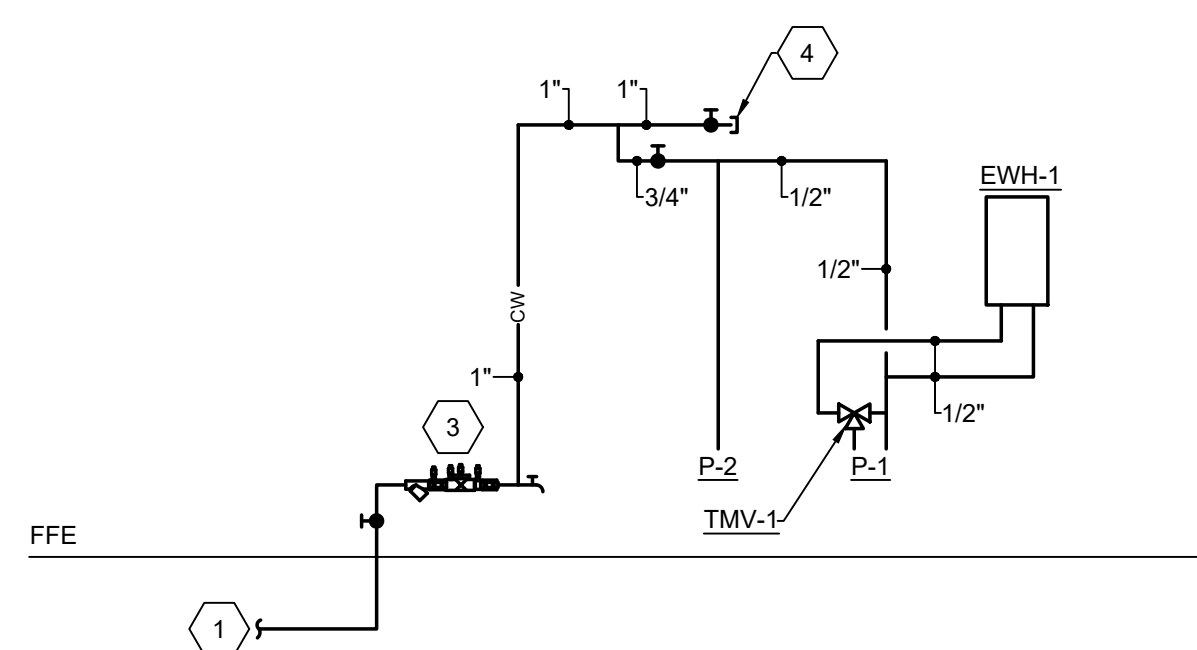 4
1"
1"
EWH-1
3/4"
1/2"
1/2"
CW
1"
1/2"
3
P-2
P-1
TMV-1
FFE
1